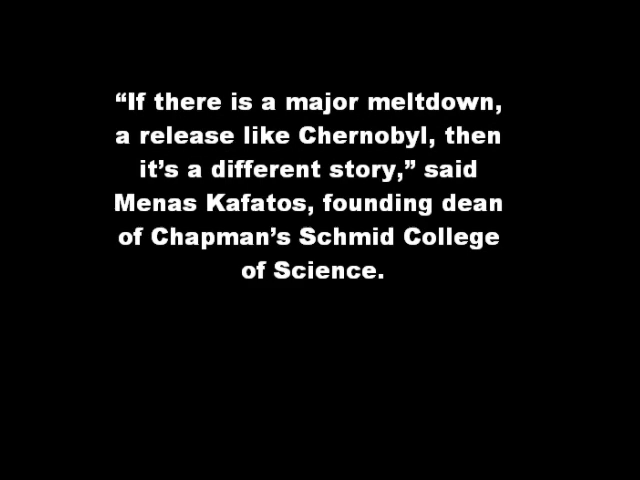 “If there is a major meltdown,
a release like Chernobyl, then
it’s a different story,” said
Menas Kafatos, founding dean
of Chapman’s Schmid College
of Science.